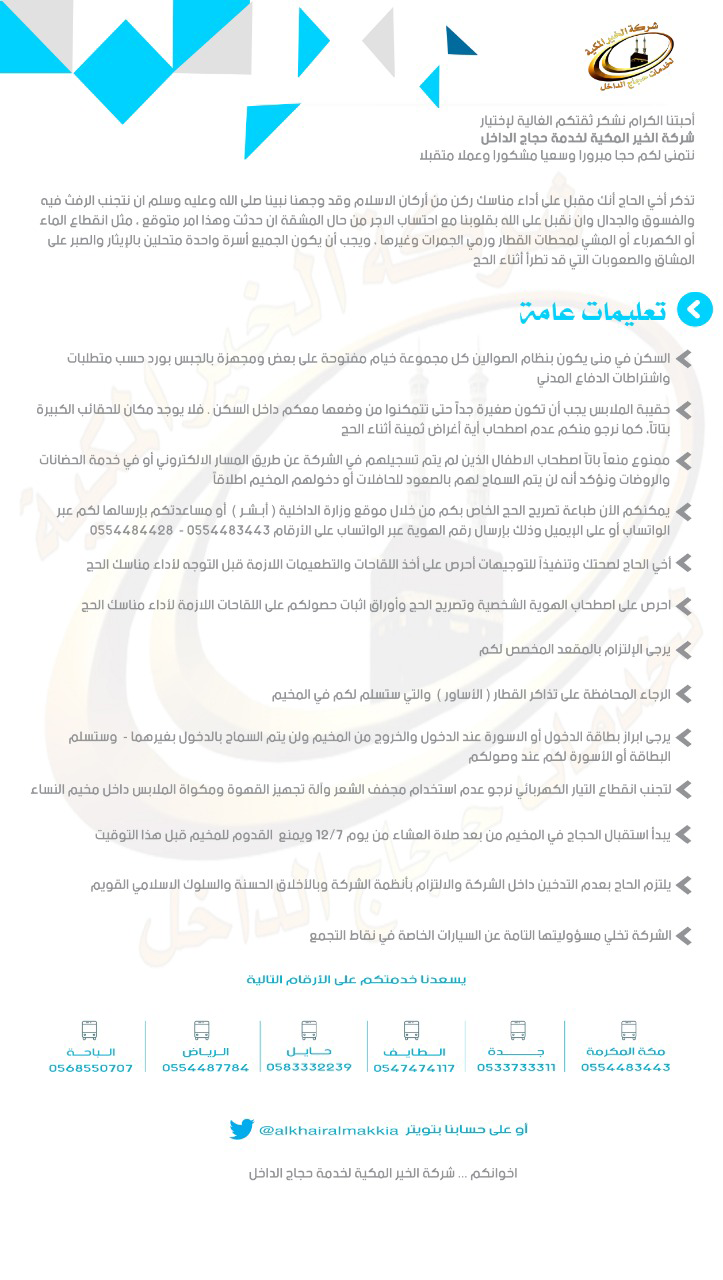 شركة الخير المكية
لخدمات حجاج الداخل
أحبتنا الكرام نشكر ثقتكم الغالية لإختيار
شركة الخير المكية لخدمة حجاج الداخل
نتمنى لكم حجا مبرورا وسعيا مشكورا وعملا متقبلا
تذكر أخي الحاج أنك مقبل على أداء مناسك ركن من أركان الاسلام وقد وجهنا نبينا صلى الله وعليه وسلم ان نتجنب الرفث فيه
والفسوق والجدال وان نقبل على الله بقلوبنا مع احتساب الاجر من حال المشقة ان حدثت وهذا امر متوقع ، مثل انقطاع الماء
أو الكهرباء أو المشي لمحطات القطار ورمي الجمرات وغيرها . ويجب أن يكون الجميع أسرة واحدة متحلين بالإيثار والصبر على
المشاق والصعوبات التي قد تطرأ أثناء الحج
تعليمات عامة
السكن في منى يكون بنظام الصوالين كل مجموعة خيام مفتوحة على بعض ومجهزة بالجبس بورد حسب متطلبات
واشتراطات الدفاع المدني
حقيبة الملابس يجب أن تكون صغيرة جداً حتى تتمكنوا من وضعها معكم داخل السكن . فلا يوجد مكان للحقائب الكبيرة
بتاتاً، كما نرجو منكم عدم اصطحاب أية أغراض ثمينة أثناء الحج
ممنوع منعاً باتاً اصطحاب الاطفال الذين لم يتم تسجيلهم في الشركة عن طريق المسار الالكتروني أو في خدمة الحضانات
والروضات ونؤكد أنه لن يتم السماح لهم بالصعود للحافلات أو دخولهم المخيم اطلاقاً
يمكنكم الآن طباعة تصريح الحج الخاص بكم من خلال موقع وزارة الداخلية ( أبـشـر ) أو مساعدتكم بإرسالها لكم عبر
الواتساب أو على الإيميل وذلك بإرسال رقم الهوية عبر الواتساب على الأرقام 0554483443 - 0554484428
أخي الحاج لصحتك وتنفيذاً للتوجيهات أحرص على أخذ اللقاحات والتطعيمات اللازمة قبل التوجه لأداء مناسك الحج
احرص على اصطحاب الهوية الشخصية وتصريح الحج وأوراق اثبات حصولكم على اللقاحات اللازمة لأداء مناسك الحج
يرجى الإلتزام بالمقعد المخصص لكم
الرجاء المحافظة على تذاكر القطار ( الأساور ) والتي ستسلم لكم في المخيم
يرجى ابراز بطاقة الدخول أو الاسورة عند الدخول والخروج من المخيم ولن يتم السماح بالدخول بغيرهما - وستسلم
البطاقة أو الأسورة لكم عند وصولكم
لتجنب انقطاع التيار الكهربائي نرجو عدم استخدام مجفف الشعر وآلة تجهيز القهوة ومكواة الملابس داخل مخيم النساء
يبدأ استقبال الحجاج في المخيم من بعد صلاة العشاء من يوم 12/7 ويمنع القدوم للمخيم قبل هذا التوقيت
يلتزم الحاج بعدم التدخين داخل الشركة والالتزام بأنظمة الشركة وبالأخلاق الحسنة والسلوك الاسلامي القويم
الشركة تخلي مسؤوليتها التامة عن السيارات الخاصة في نقاط التجمع
يسعدنا خدمتكم على الأرقام التالية
مكة المكرمة جـــــدة الــطايــف حــايــل الـريـاض الــباحــة
0554483443 0533733311 0547474117 0583332239 0554487784 0568550707
أو على حسابنا بتويتر @alkhairalmakkia
اخوانكم ... شركة الخير المكية لخدمة حجاج الداخل